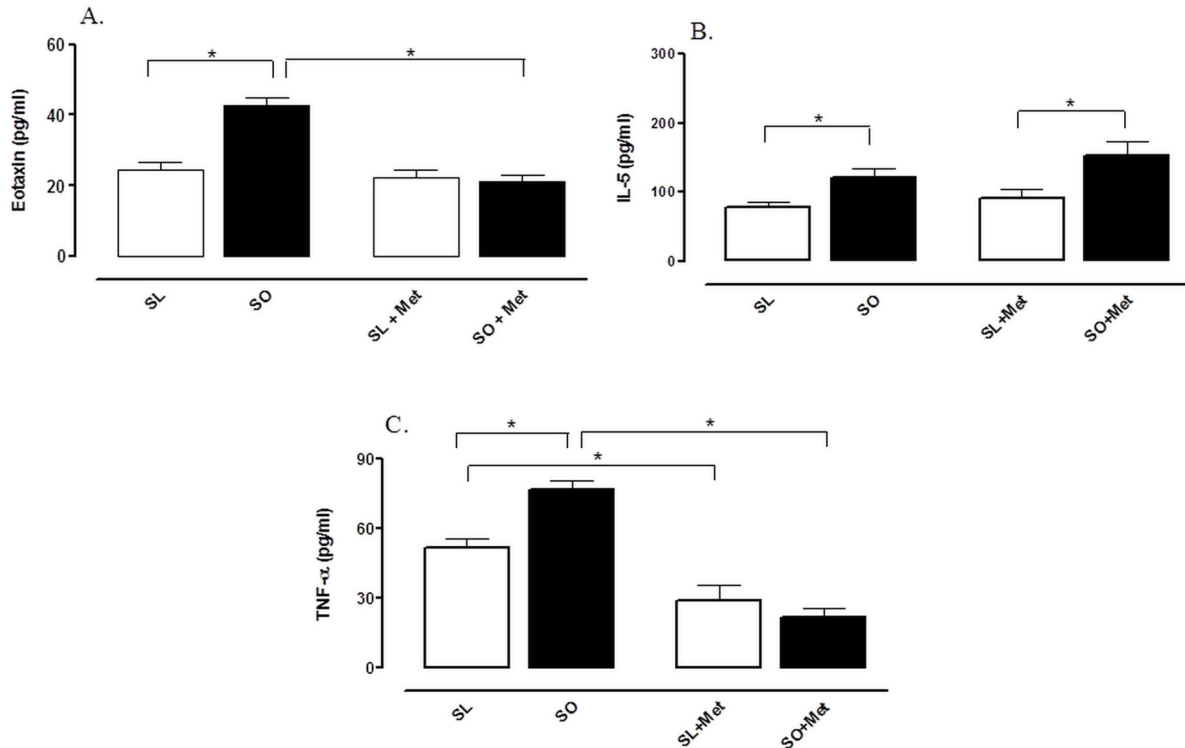 A.
Eotaxin (pg/ml)
60
40
20
0
*
*
SL
SO
SL + Met
SO + Met
B.
IL-5 (pg/ml)
300
200
100
0
*
*
SL
SO
SL+Met
SO+Met
C.
TNF-α (pg/ml)
90
60
30
0
*
*
*
SL
SO
SL+Met
SO+Met